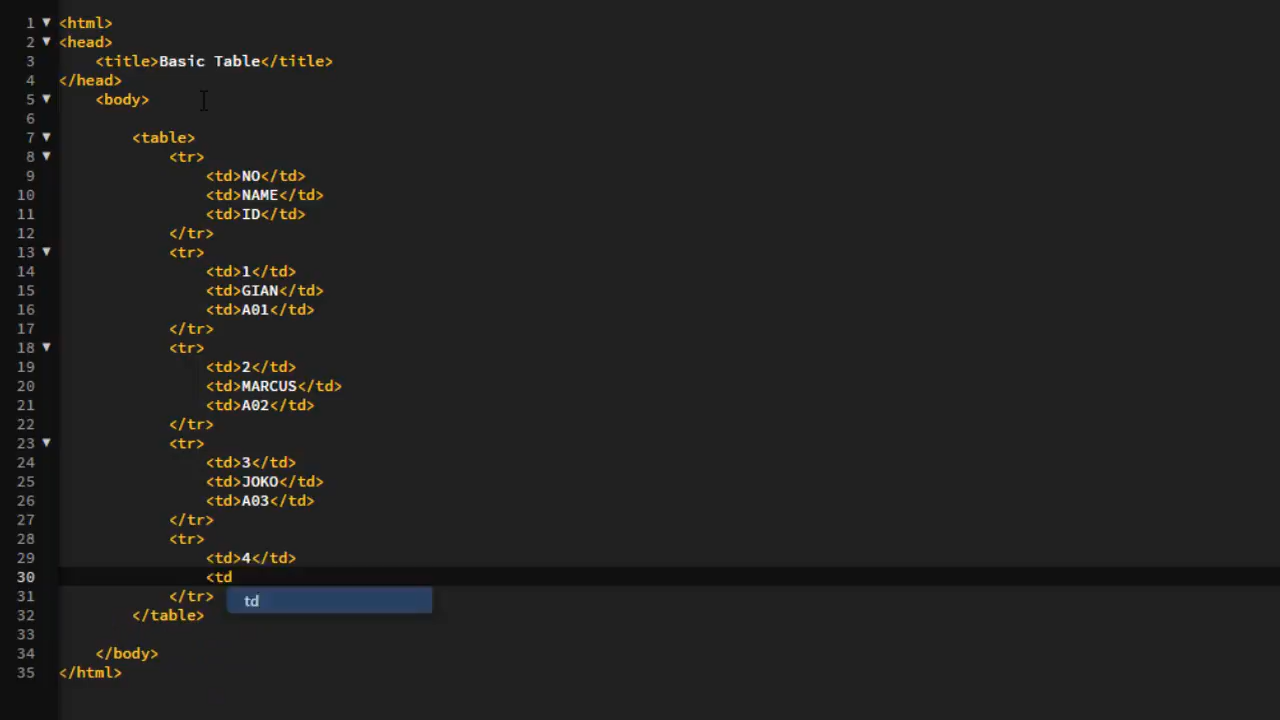 1 ▼ <html>
2 ▼ <head>
3 <title>Basic Table</title>
4 </head>
5 ▼ <body>
6
7 ▼ <table>
8 ▼ <tr>
9 <td>NO</td>
10 <td>NAME</td>
11 <td>ID</td>
12 </tr>
13 ▼ <tr>
14 <td>1</td>
15 <td>GIAN</td>
16 <td>A01</td>
17 </tr>
18 ▼ <tr>
19 <td>2</td>
20 <td>MARCUS</td>
21 <td>A02</td>
22 </tr>
23 ▼ <tr>
24 <td>3</td>
25 <td>JOKO</td>
26 <td>A03</td>
27 </tr>
28 <tr>
29 <td>4</td>
30 <td
31 </tr>
td
32 </table>
33
34 </body>
35 </html>